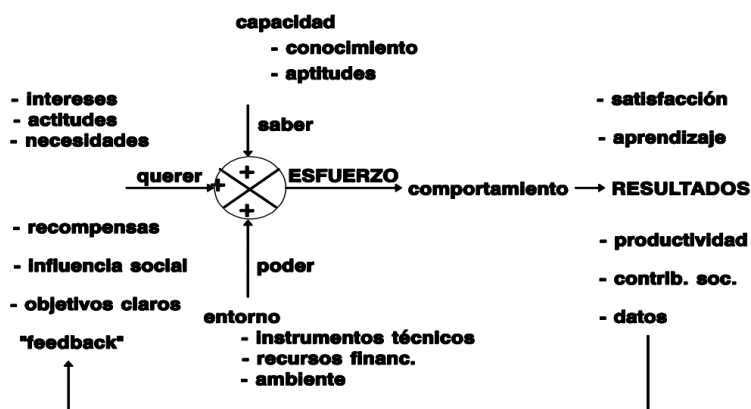 capacidad
- conocimiento
- aptitudes
- intereses
- actitudes
- necesidades
- satisfacción
saber
- aprendizaje
+
querer
+
ESFUERZO
comportamiento
RESULTADOS
+
- recompensas
- productividad
- influencia social
poder
- contrib. soc.
- objetivos claros
entorno
- datos
"feedback"
- instrumentos técnicos
- recursos financ.
- ambiente